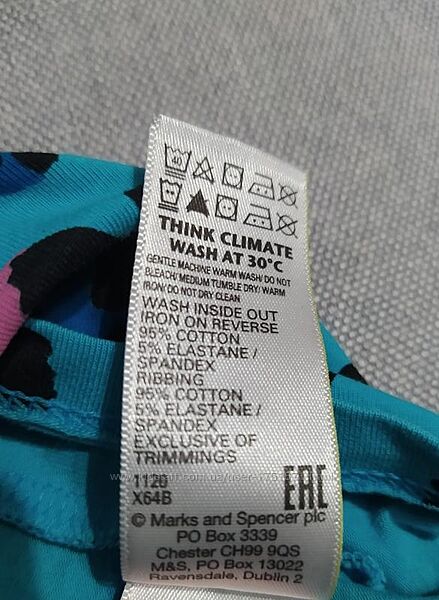 40
THINK CLIMATE
WASH AT 30°C
GENTLE MACHINE WARM WASH/DO NOT
BLEACH/MEDIUM TUMBLE DRY/WARM
IRON/DO NOT DRY CLEAN
WASH INSIDE OUT
IRON ON REVERSE
95% COTTON
5% ELASTANE /
SPANDEX
RIBBING
95% COTTON
5% ELASTANE /
SPANDEX
EXCLUSIVE OF
TRIMMINGS
1120
X64B
EAC
© Marks and Spencer plc
PO Box 3339
Chester CH99 9QS
M&S, PO Box 13022
Ravensdale, Dublin 2